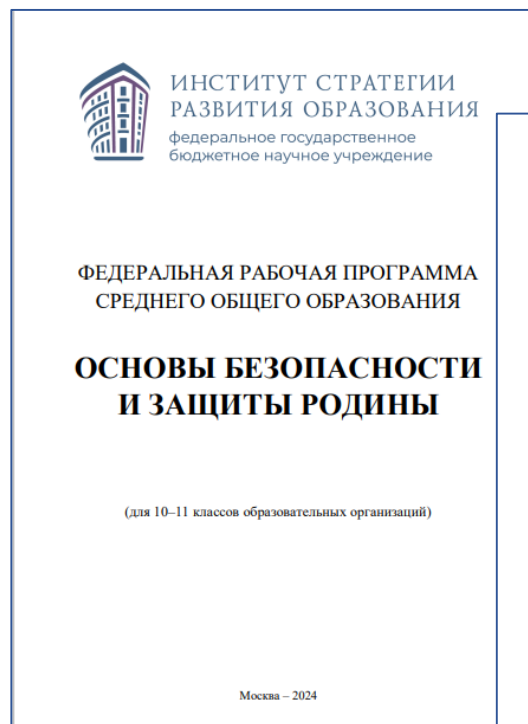 ИНСТИТУТ СТРАТЕГИИ
РАЗВИТИЯ ОБРАЗОВАНИЯ
федеральное государственное
бюджетное научное учреждение
ФЕДЕРАЛЬНАЯ РАБОЧАЯ ПРОГРАММА
СРЕДНЕГО ОБЩЕГО ОБРАЗОВАНИЯ
ОСНОВЫ БЕЗОПАСНОСТИ
И ЗАЩИТЫ РОДИНЫ
(для 10–11 классов образовательных организаций)
Москва – 2024